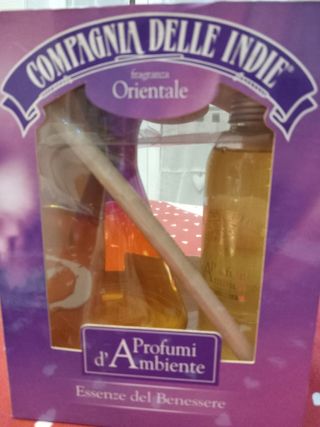 COMPAGNIA DELLE INDIE®
fragranza
Orientale
Profumi
d'Ambiente
Essenze del Benessere